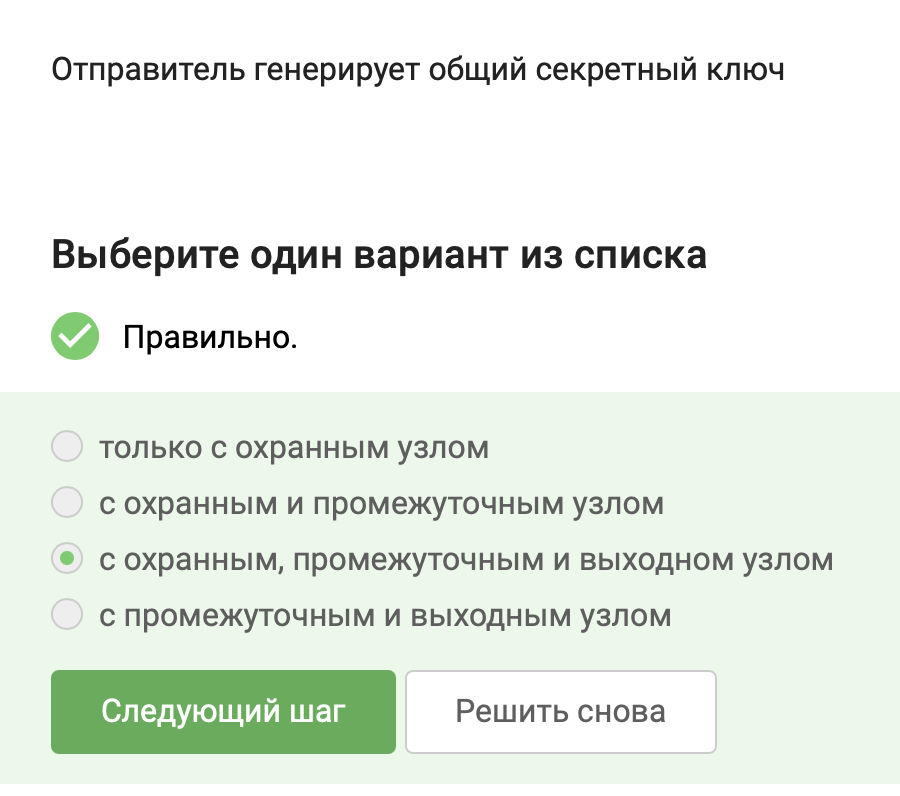 Отправитель генерирует общий секретный ключ
Выберите один вариант из списка
Правильно.
только с охранным узлом
с охранным и промежуточным узлом
с охранным, промежуточным и выходном узлом
с промежуточным и выходным узлом
Следующий шаг
Решить снова